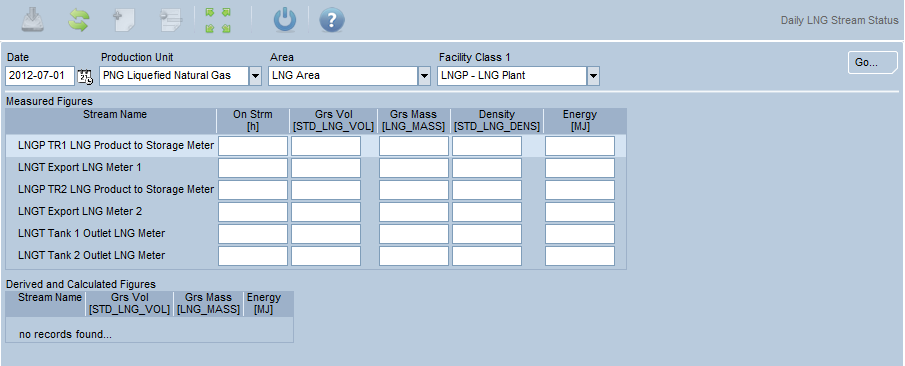 Daily LNG Stream Status
Date Production Unit Area Facility Class 1
2012-07-01 PNG Liquefied Natural Gas LNG Area LNGP - LNG Plant Go...
Measured Figures
Stream Name On Strm Grs Vol Grs Mass Density Energy
[h] [STD_LNG_VOL] [LNG_MASS] [STD_LNG_DENS] [MJ]
LNGP TR1 LNG Product to Storage Meter
LNGT Export LNG Meter 1
LNGP TR2 LNG Product to Storage Meter
LNGT Export LNG Meter 2
LNGT Tank 1 Outlet LNG Meter
LNGT Tank 2 Outlet LNG Meter
Derived and Calculated Figures
Stream Name Grs Vol Grs Mass Energy
[STD_LNG_VOL] [LNG_MASS] [MJ]
no records found...